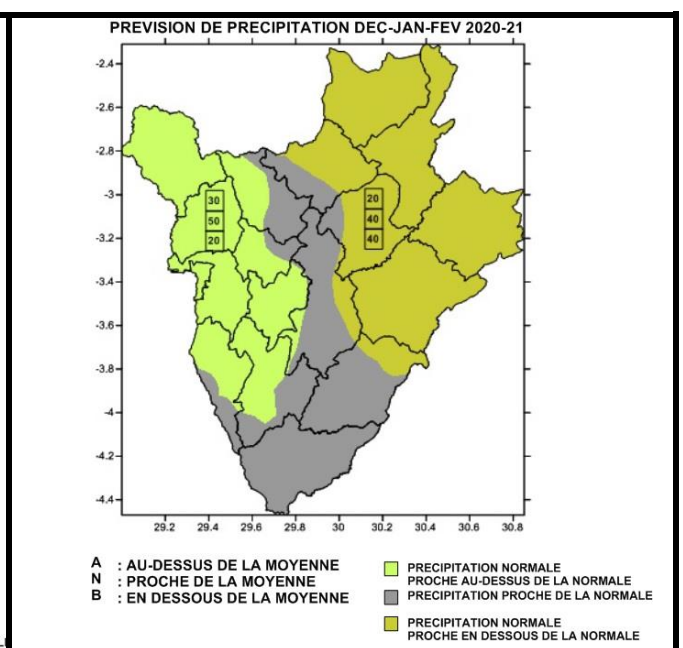 PREVISION DE PRECIPITATION DEC-JAN-FEV 2020-21
-2.4
-2.6
-2.8
-3
-3.2
-3.4
-3.6
-3.8
-4
-4.2
-4.4
30
50
20
20
40
40
29.2 29.4 29.6 29.8 30 30.2 30.4 30.6 30.8
A : AU-DESSUS DE LA MOYENNE
N : PROCHE DE LA MOYENNE
B : EN DESSOUS DE LA MOYENNE
PRECIPITATION NORMALE
PROCHE AU-DESSUS DE LA NORMALE
PRECIPITATION PROCHE DE LA NORMALE
PRECIPITATION NORMALE
PROCHE EN DESSOUS DE LA NORMALE